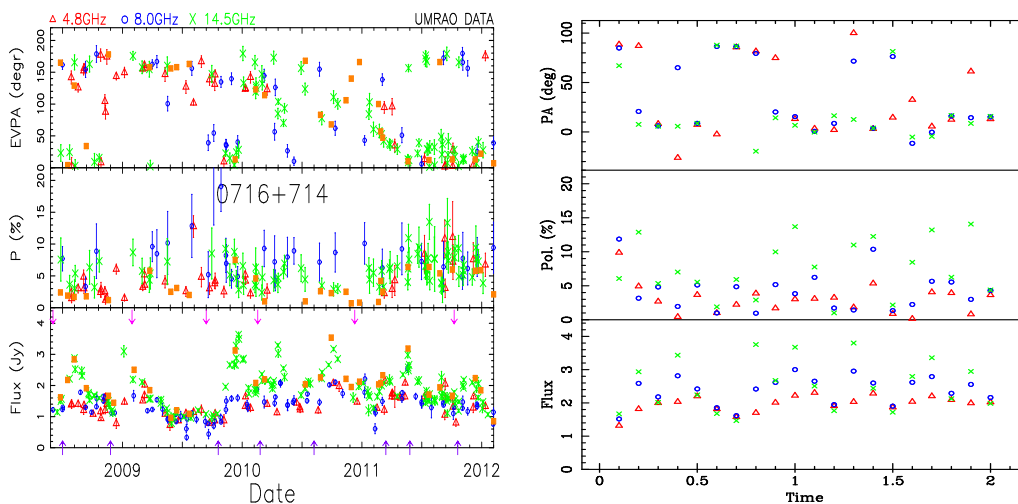 4.8GHz 8.0GHz 14.5GHz UMRAO DATA
EVPA (degr)
0 50 100 150 200
P (%)
0 5 10 15 20
0716+714
Flux (Jy)
0 1 2 3 4
2009 2010 2011 2012
Date
PA (deg)
0 50 100
Pol. (%)
0 5 10 15 20
Flux
0 1 2 3 4
0 0.5 1 1.5 2
Time